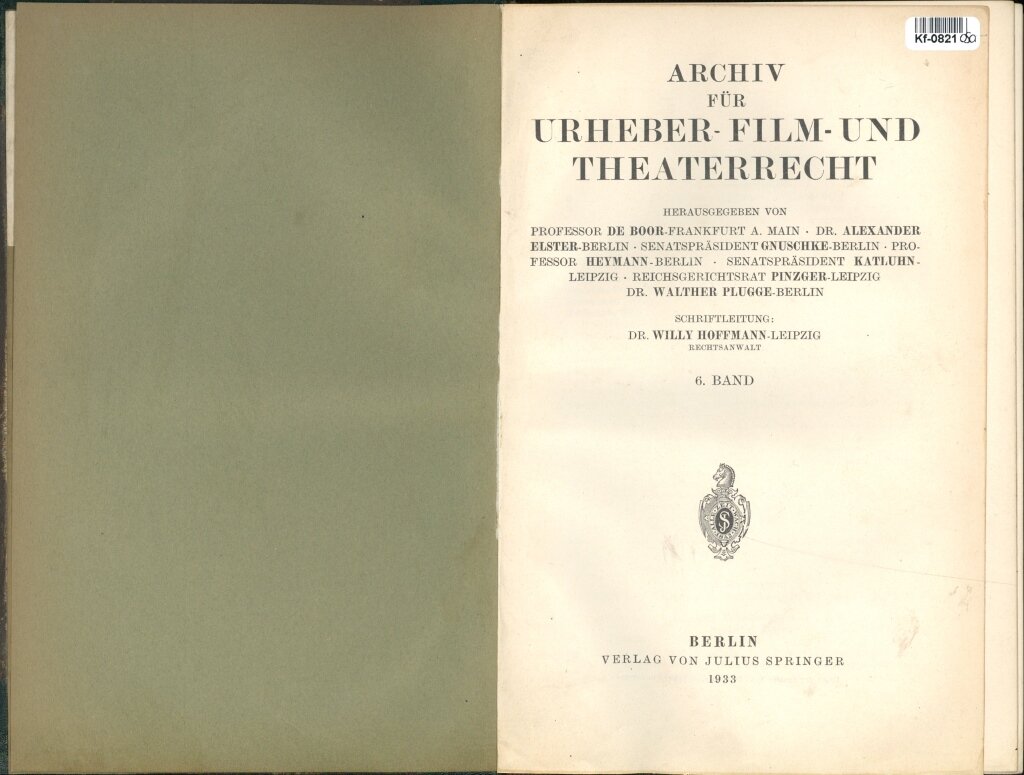 Kf-0821
ARCHIV
FÜR
URHEBER- FILM- UND
THEATERRECHT
HERAUSGEGEBEN VON
PROFESSOR DE BOOR-FRANKFURT A. MAIN · DR. ALEXANDER
ELSTER-BERLIN · SENATSPRÄSIDENT GNUSCHKE-BERLIN · PRO-
FESSOR HEYMANN-BERLIN · SENATSPRÄSIDENT KATLUHN-
LEIPZIG · REICHSGERICHTSRAT PINZGER-LEIPZIG
DR. WALTHER PLUGGE-BERLIN
SCHRIFTLEITUNG:
DR. WILLY HOFFMANN-LEIPZIG
RECHTSANWALT
6. BAND
BERLIN
VERLAG VON JULIUS SPRINGER
1933